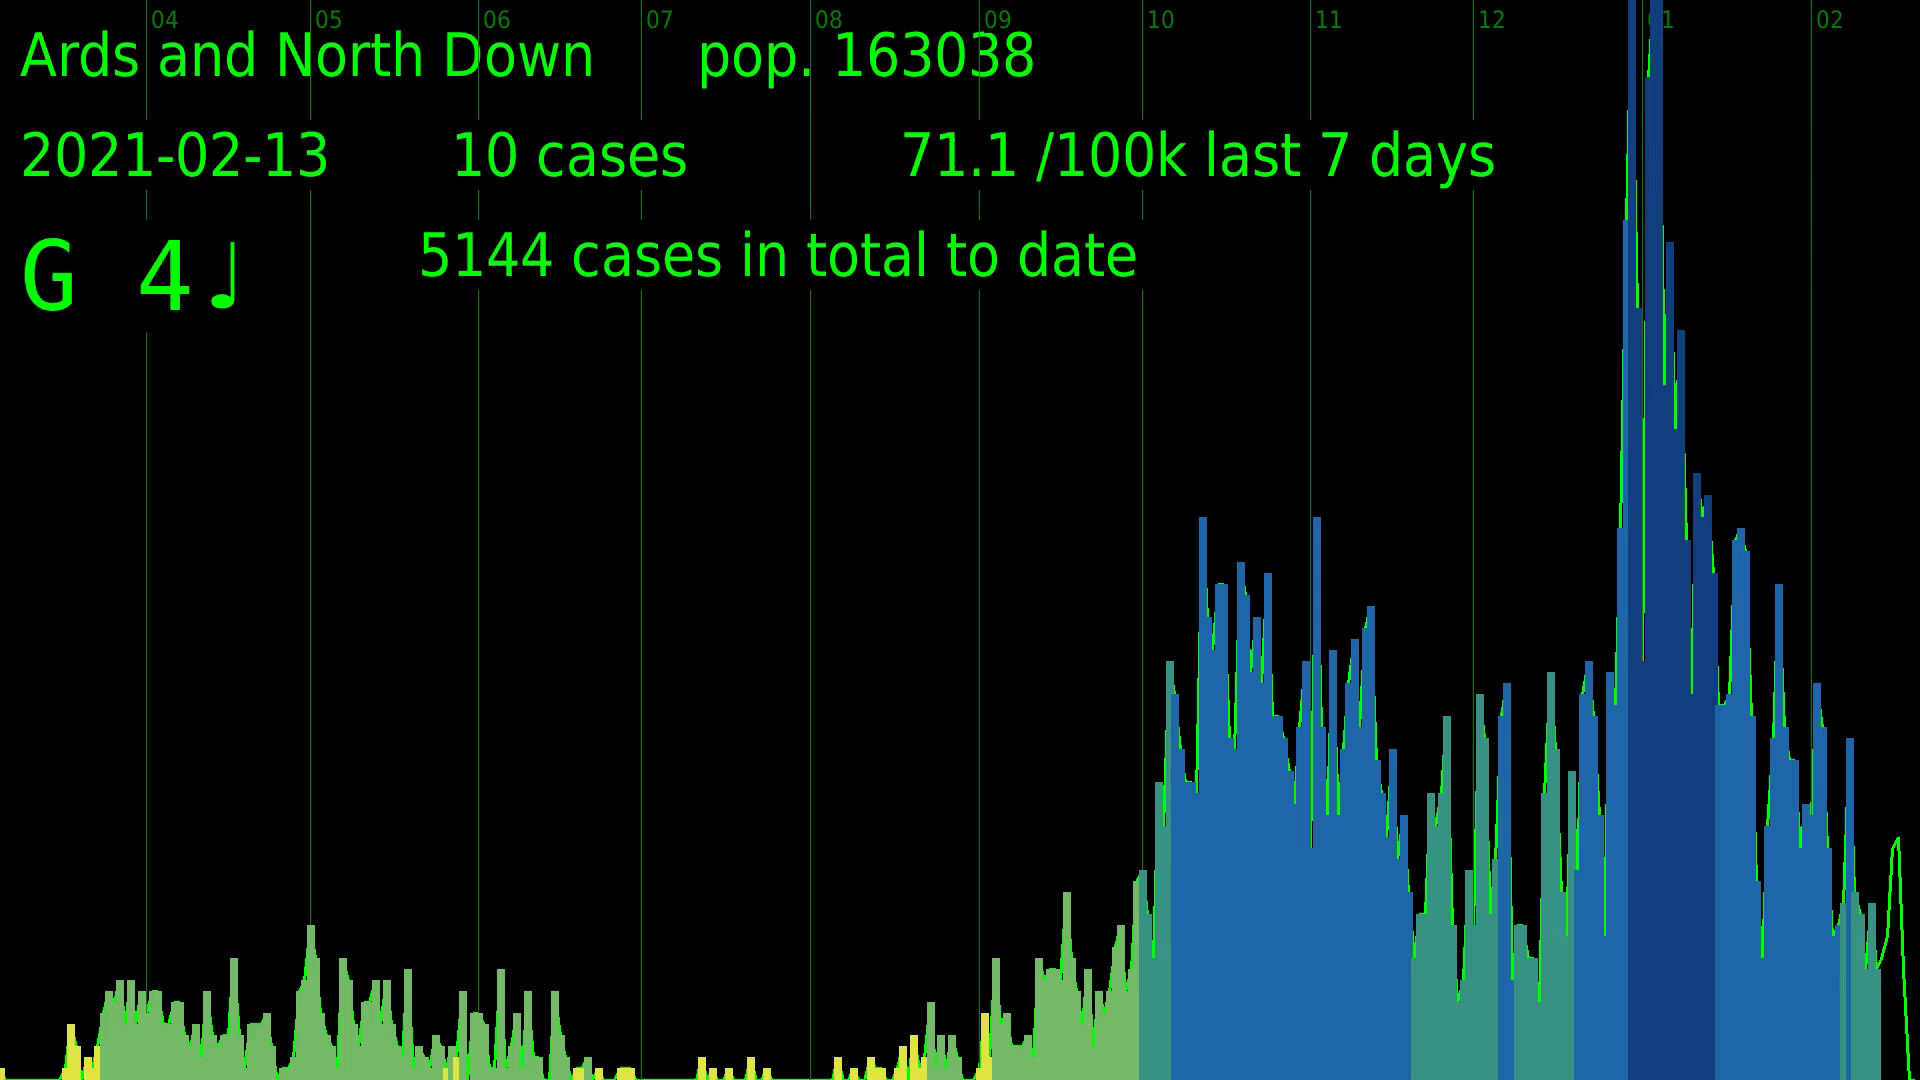 04 05 06 07 08 09 10 11 12 01 02
Ards and North Down pop. 163038
2021-02-13 10 cases 71.1 /100k last 7 days
G 4♩ 5144 cases in total to date